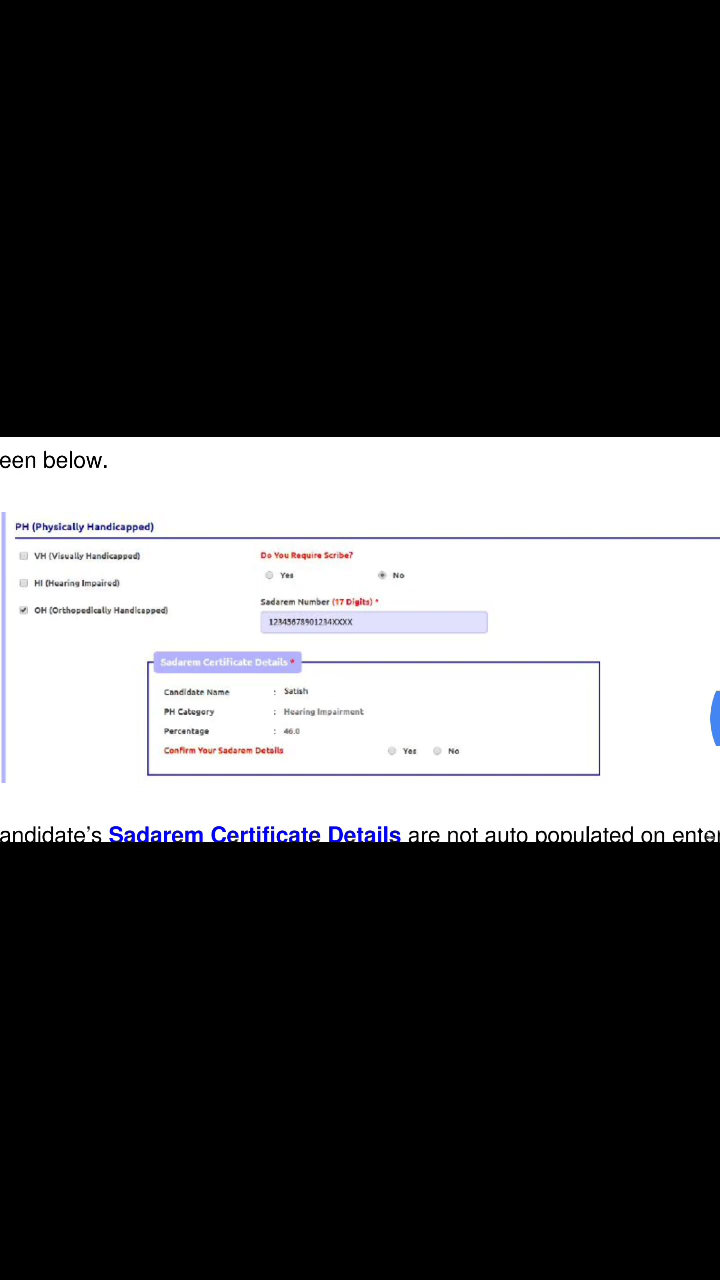 een below.
PH (Physically Handicapped)
VH (Visually Handicapped)
Do You Require Scribe?
Yes No
HI (Hearing Impaired)
OH (Orthopedically Handicapped)
Sadarem Number (17 Digits) *
12345678901234XXXX
Sadarem Certificate Details *
Candidate Name : Satish
PH Category : Hearing Impairment
Percentage : 46.0
Confirm Your Sadarem Details Yes No
andidate's Sadarem Certificate Details are not auto populated on enter